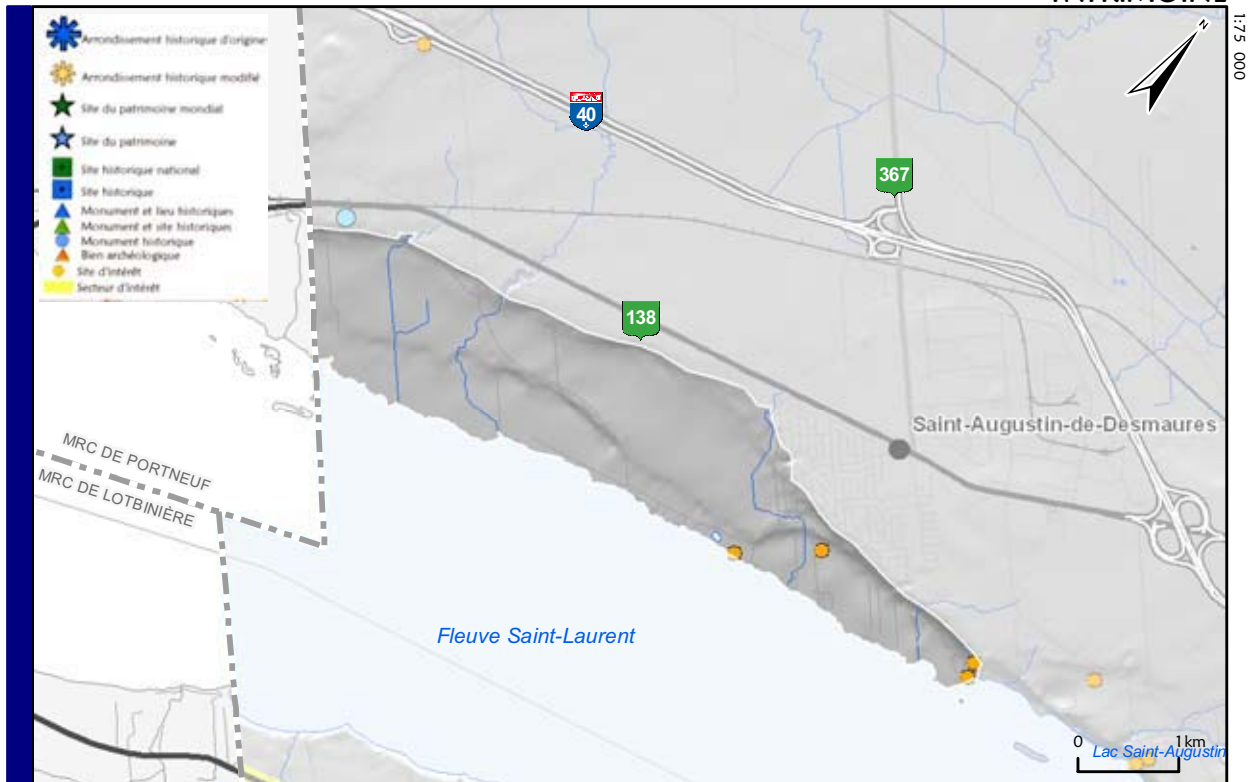 1:75 000
Arrondissement historique d'origine
Arrondissement historique modifié
Site du patrimoine mondial
Site du patrimoine
Site historique national
Site historique
Monument et lieu historiques
Monument et site historiques
Monument historique
Bien archéologique
Site d'intérêt
Secteur d'intérêt
N
40
367
138
Saint-Augustin-de-Desmaures
MRC DE PORTNEUF
MRC DE LOTBINIÈRE
Fleuve Saint-Laurent
0 1 km
Lac Saint-Augustin